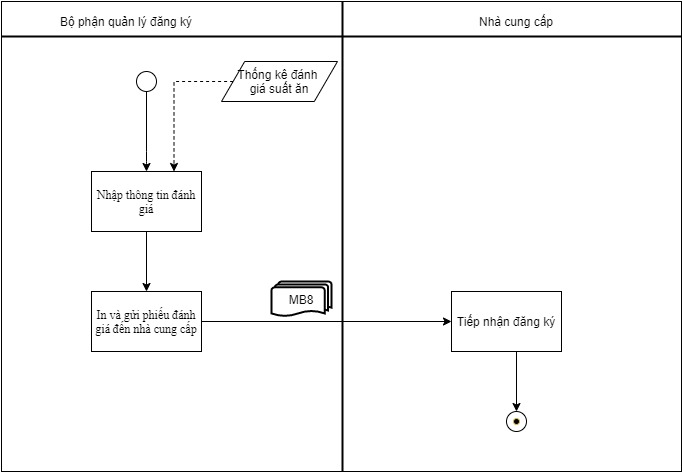 Bộ phận quản lý đăng ký
Nhà cung cấp
Thống kê đánh
giá suất ăn
Nhập thông tin đánh
giá
In và gửi phiếu đánh
giá đến nhà cung cấp
MB8
Tiếp nhận đăng ký